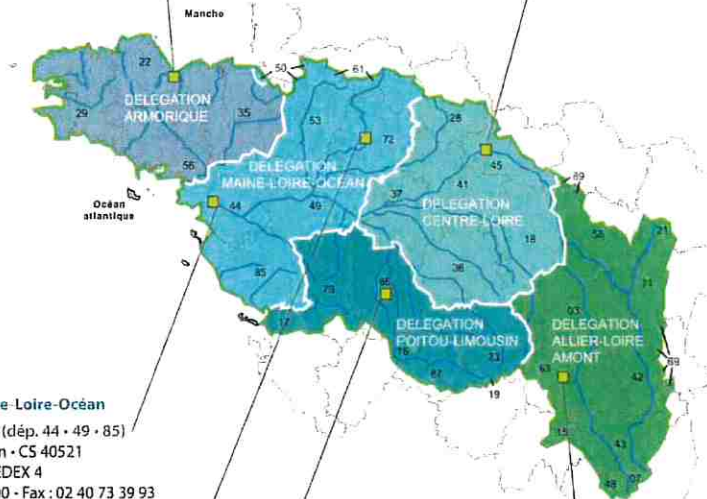 Manche
22
50
61
DELEGATION
ARMORIQUE
29
35
53
28
72
56
45
DELEGATION
MAINE-LOIRE-OCÉAN
89
37
41
Océan
atlantique
44
49
DELEGATION
CENTRE-LOIRE
58
21
18
85
36
71
79
86
03
17
DELEGATION
POITOU-LIMOUSIN
DELEGATION
ALLIER-LOIRE
AMONT
16
23
69
87
63
42
19
e-Loire-Océan
(dép. 44 • 49 • 85)
n • CS 40521
EDEX 4
00 - Fax : 02 40 73 39 93
15
43
48
07